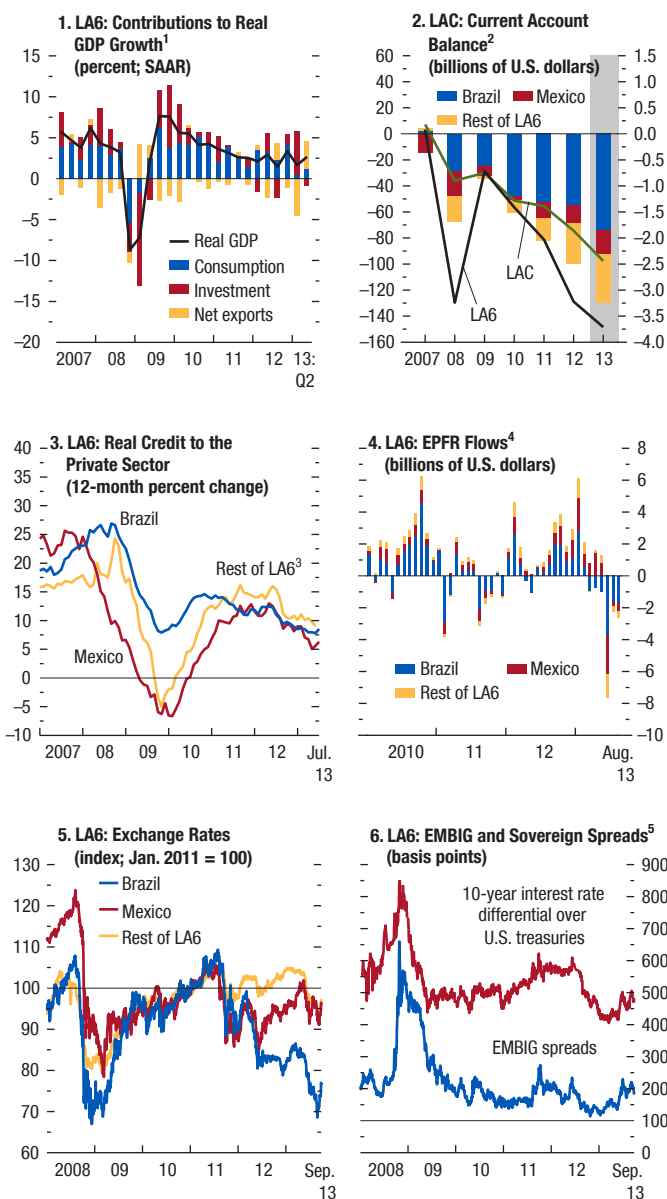 1. LA6: Contributions to Real
GDP Growth¹
(percent; SAAR)
15
10
5
0
–5
–10
–15
–20
Real GDP
Consumption
Investment
Net exports
2007 08 09 10 11 12 13:
Q2
2. LAC: Current Account
Balance²
(billions of U.S. dollars)
60
40
20
0
–20
–40
–60
–80
–100
–120
–140
–160
1.5
1.0
0.5
0.0
–0.5
–1.0
–1.5
–2.0
–2.5
–3.0
–3.5
–4.0
Brazil
Mexico
Rest of LA6
LAC
LA6
2007 08 09 10 11 12 13
3. LA6: Real Credit to the
Private Sector
(12-month percent change)
40
35
30
25
20
15
10
5
0
–5
–10
Brazil
Rest of LA6³
Mexico
2007 08 09 10 11 12 Jul.
13
4. LA6: EPFR Flows⁴
(billions of U.S. dollars)
8
6
4
2
0
–2
–4
–6
–8
–10
Brazil
Mexico
Rest of LA6
2010 11 12 Aug.
13
5. LA6: Exchange Rates
(index; Jan. 2011 = 100)
130
120
110
100
90
80
70
60
Brazil
Mexico
Rest of LA6
2008 09 10 11 12 Sep.
13
6. LA6: EMBIG and Sovereign Spreads⁵
(basis points)
900
800
700
600
500
400
300
200
100
0
10-year interest rate
differential over
U.S. treasuries
EMBIG spreads
2008 09 10 11 12 Sep.
13